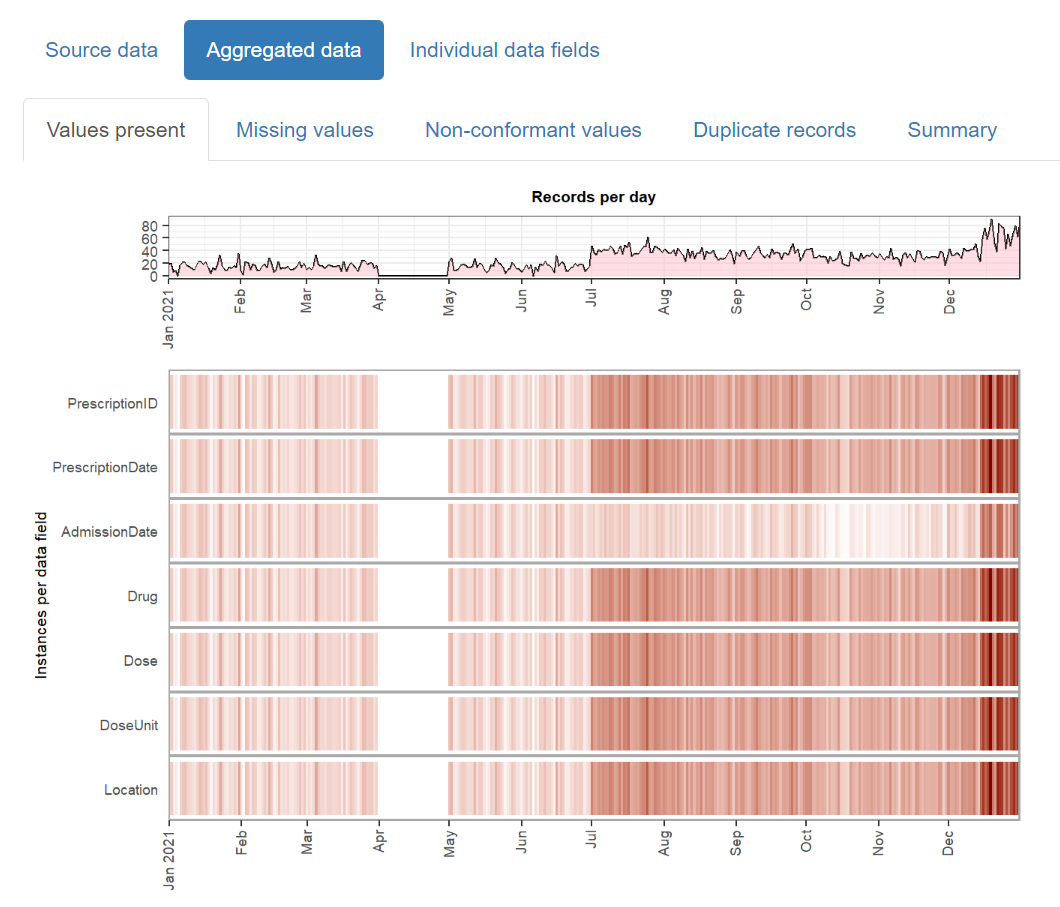 Source data Aggregated data Individual data fields
Values present Missing values Non-conformant values Duplicate records Summary
Records per day
80
60
40
20
0
Jan 2021 Feb Mar Apr May Jun Jul Aug Sep Oct Nov Dec
Instances per data field
PrescriptionID
PrescriptionDate
AdmissionDate
Drug
Dose
DoseUnit
Location
Jan 2021 Feb Mar Apr May Jun Jul Aug Sep Oct Nov Dec